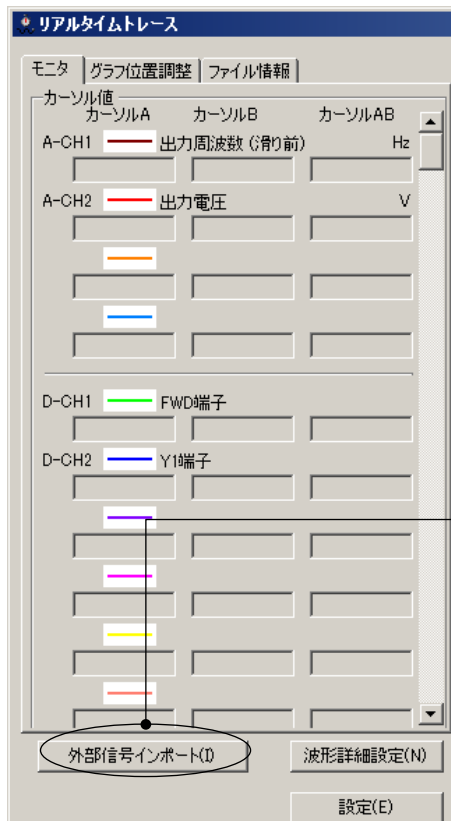 リアルタイムトレース
モニタ グラフ位置調整 ファイル情報
カーソル値
カーソルA カーソルB カーソルAB
A-CH1 出力周波数 (滑り前) Hz
A-CH2 出力電圧 V
D-CH1 FWD端子
D-CH2 Y1端子
外部信号インポート(I) 波形詳細設定(N)
設定(E)